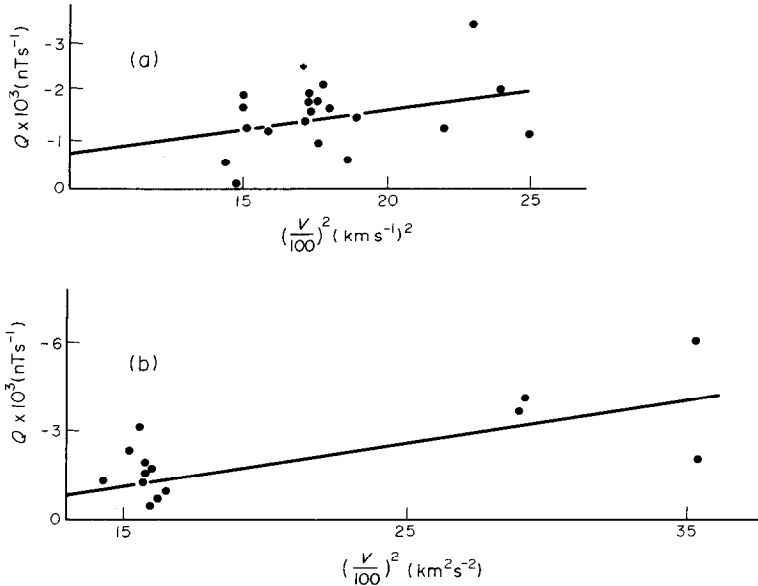 (a)
Q x 10³ (nTs⁻¹)
-3
-2
-1
0
15 20 25
(V/100)² (km s⁻¹)²
(b)
Q x 10³ (nTs⁻¹)
-6
-3
0
15 25 35
(V/100)² (km² s⁻²)